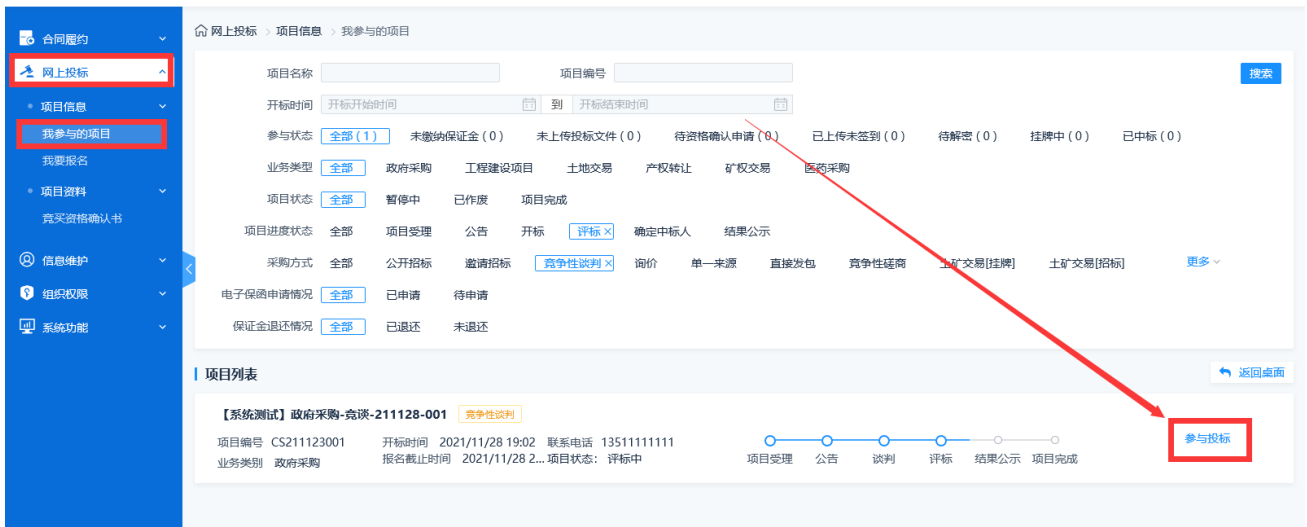 合同履约
网上投标
项目信息
我参与的项目
我要报名
项目资料
竞买资格确认书
信息维护
组织权限
系统功能
网上投标 > 项目信息 > 我参与的项目
项目名称 项目编号 搜索
开标时间 开标开始时间 到 开标结束时间
参与状态 全部 ( 1 ) 未缴纳保证金 ( 0 ) 未上传投标文件 ( 0 ) 待资格确认申请 ( 0 ) 已上传未签到 ( 0 ) 待解密 ( 0 ) 挂牌中 ( 0 ) 已中标 ( 0 )
业务类型 全部 政府采购 工程建设项目 土地交易 产权转让 矿权交易 医药采购
项目状态 全部 暂停中 已作废 项目完成
项目进度状态 全部 项目受理 公告 开标 评标 × 确定中标人 结果公示
采购方式 全部 公开招标 邀请招标 竞争性谈判 × 询价 单一来源 直接发包 竞争性磋商 土矿交易[挂牌] 土矿交易[招标] 更多
电子保函申请情况 全部 已申请 待申请
保证金退还情况 全部 已退还 未退还
项目列表 返回桌面
【系统测试】政府采购-竞谈-211128-001 竞争性谈判
项目编号 CS211123001 开标时间 2021/11/28 19:02 联系电话 13511111111
业务类别 政府采购 报名截止时间 2021/11/28 2... 项目状态： 评标中
项目受理 公告 谈判 评标 结果公示 项目完成
参与投标